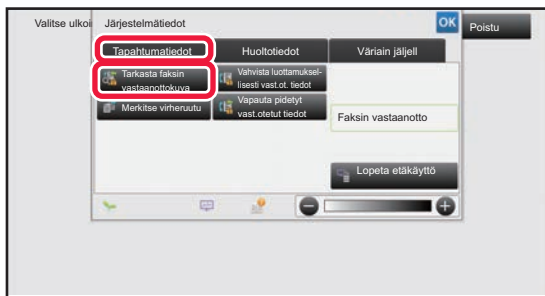 Valitse ulkoi
Järjestelmätiedot
OK
Poistu
Tapahtumatiedot
Huoltotiedot
Väriain jäljell
Tarkasta faksin
vastaanottokuva
Vahvista luottamuksel-
lisesti vast.ot. tiedot
Merkitse virheruutu
Vapauta pidetyt
vast.otetut tiedot
Faksin vastaanotto
Lopeta etäkäyttö